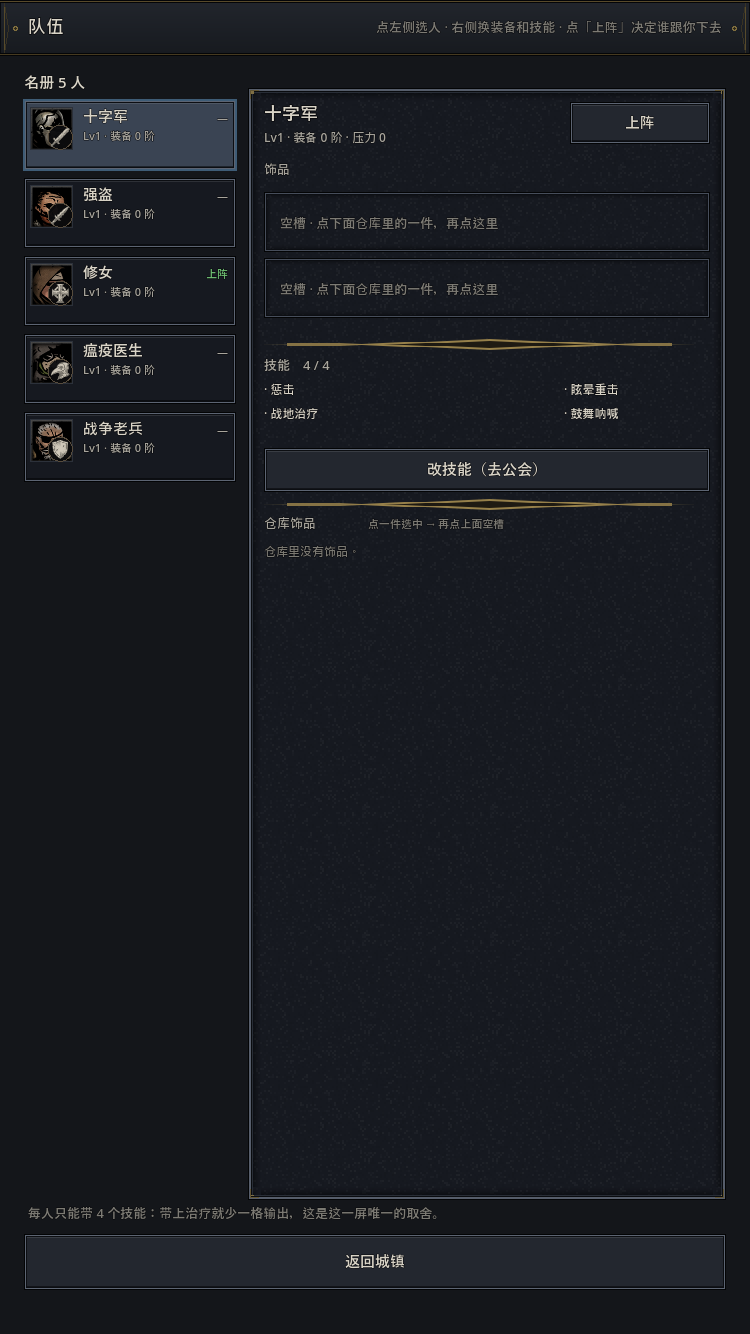 队伍
点左侧选人 · 右侧换装备和技能 · 点「上阵」决定谁跟你下去
名册 5 人
十字军 —
Lv1 · 装备 0 阶
强盗 —
Lv1 · 装备 0 阶
修女 上阵
Lv1 · 装备 0 阶
瘟疫医生 —
Lv1 · 装备 0 阶
战争老兵 —
Lv1 · 装备 0 阶
十字军
Lv1 · 装备 0 阶 · 压力 0
上阵
饰品
空槽 · 点下面仓库里的一件，再点这里
空槽 · 点下面仓库里的一件，再点这里
技能 4 / 4
· 惩击 · 眩晕重击
· 战地治疗 · 鼓舞呐喊
改技能（去公会）
仓库饰品 点一件选中 → 再点上面空槽
仓库里没有饰品。
每人只能带 4 个技能：带上治疗就少一格输出，这是这一屏唯一的取舍。
返回城镇